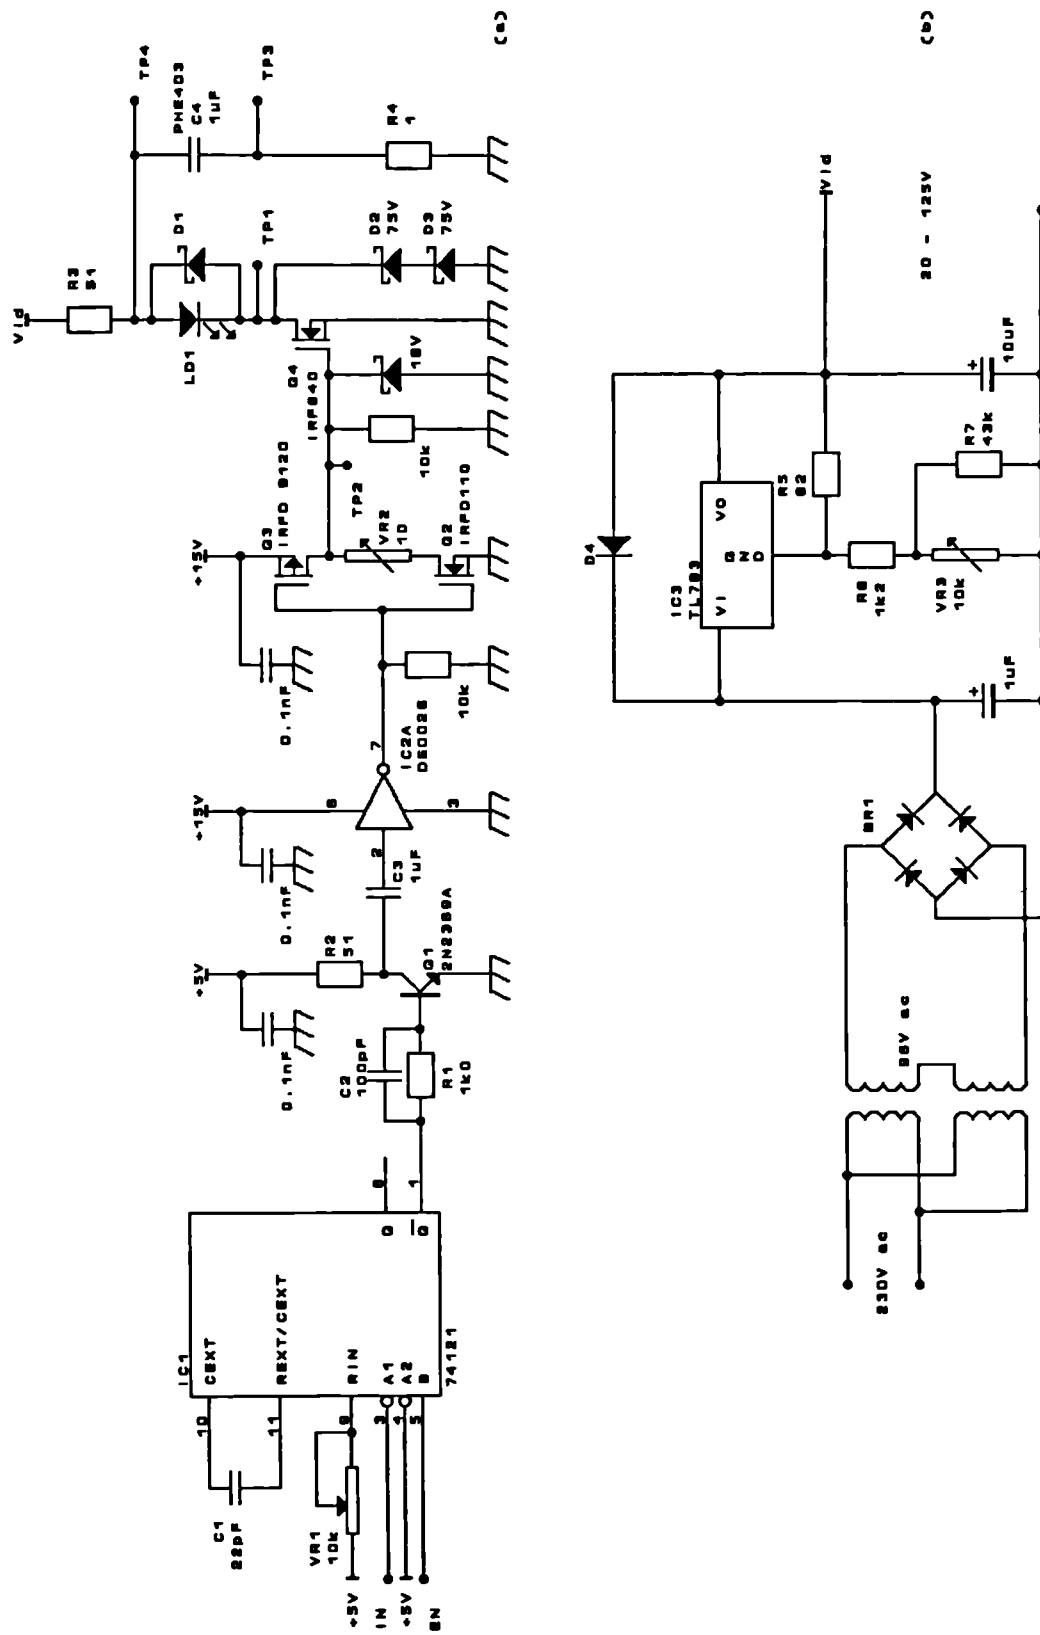 IC1
CEXT
REXT/CEXT
RIN
A1
A2
B
74121
10
11
9
3
4
5
C1
22pF
VR1
10k
+5V
IN
+5V
EN
Q
Q
6
1
C2
100pF
R1
1k0
0.1nF
+5V
R2
51
Q1
2N2369A
C3
1uF
0.1nF
+15V
2
6
3
7
IC2A
DS0026
10k
0.1nF
+15V
Q3
IRFD 9120
VR2
10
Q2
IRFD110
TP2
10k
18V
Q4
IRF840
LD1
D1
TP1
D2
75V
D3
75V
Vld
R3
51
TP4
PHE403
C4
1uF
TP3
R4
1
(a)
230V ac
96V ac
BR1
1uF
D4
IC3
TL783
VI
VO
GND
R5
82
R6
1k2
VR3
10k
R7
43k
10uF
Vld
20 - 125V
(b)